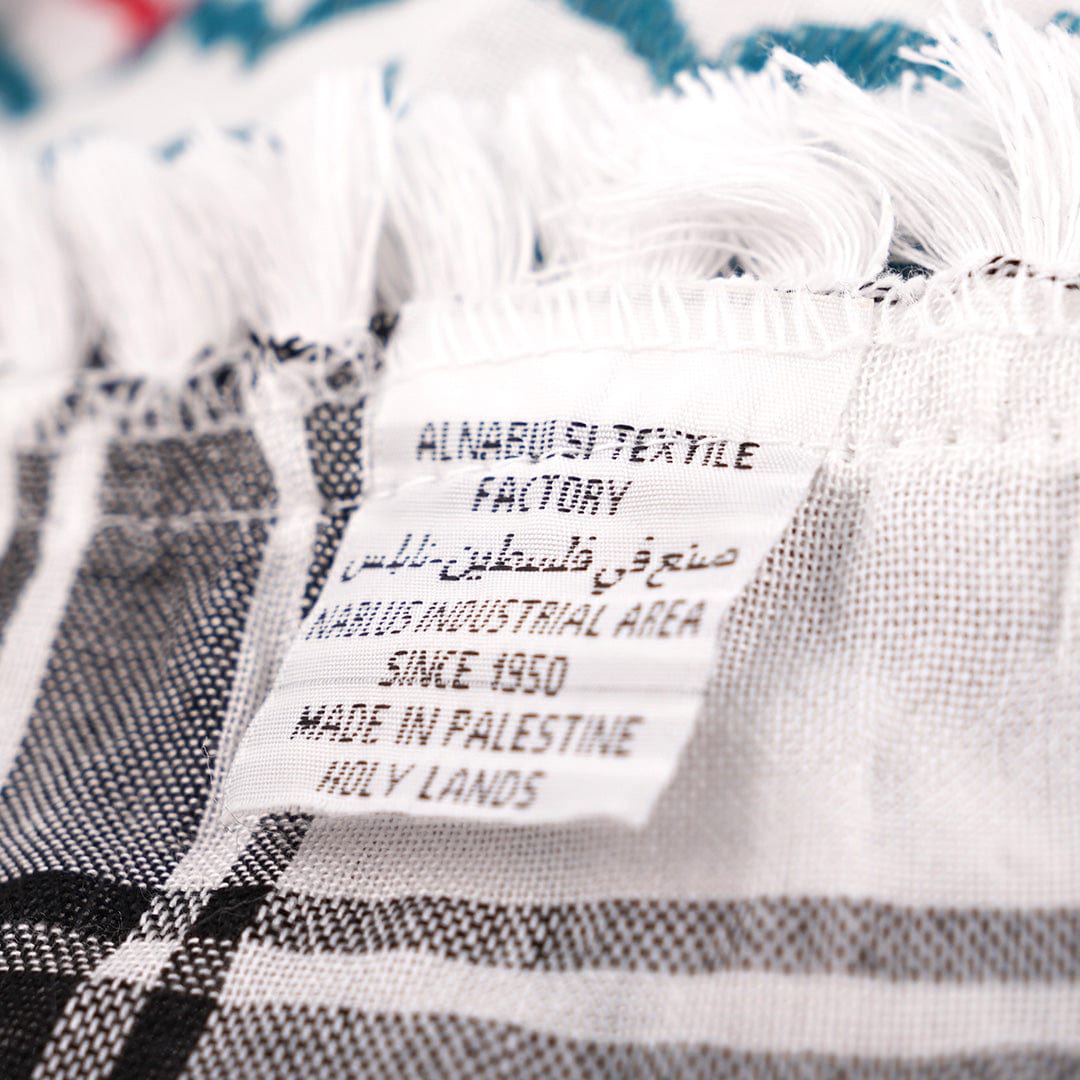 ALNABULSI TEXTILE
FACTORY
صنع في فلسطين-نابلس
NABLUS INDUSTRIAL AREA
SINCE 1950
MADE IN PALESTINE
HOLY LANDS